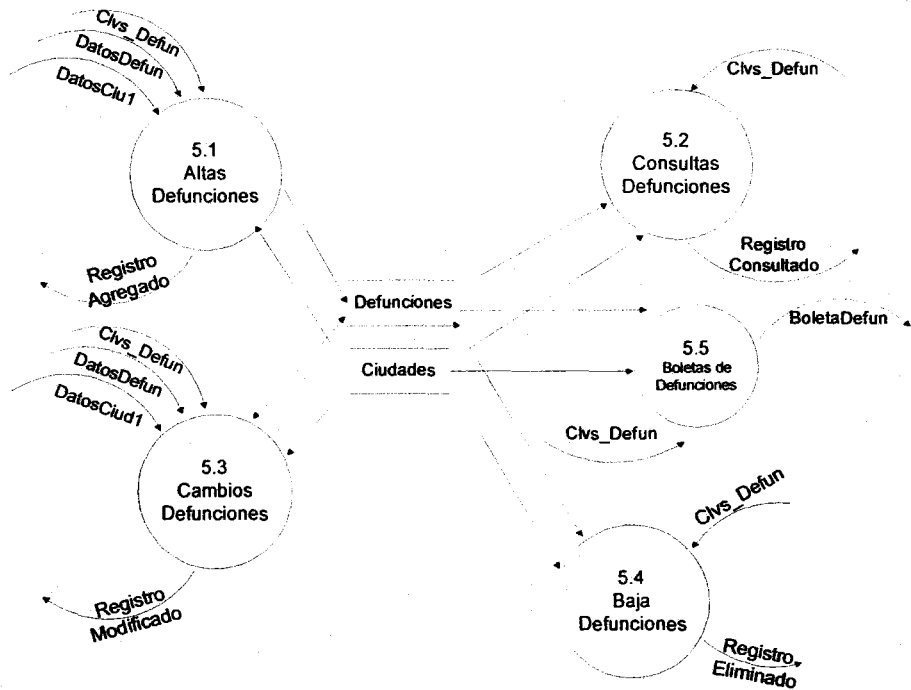 Clvs_Defun
DatosDefun
DatosCiu1
5.1
Altas
Defunciones
Registro
Agregado
Clvs_Defun
5.2
Consultas
Defunciones
Registro
Consultado
Defunciones
Ciudades
BoletaDefun
5.5
Boletas de
Defunciones
Clvs_Defun
Clvs_Defun
DatosDefun
DatosCiud1
5.3
Cambios
Defunciones
Registro
Modificado
Clvs_Defun
5.4
Baja
Defunciones
Registro
Eliminado